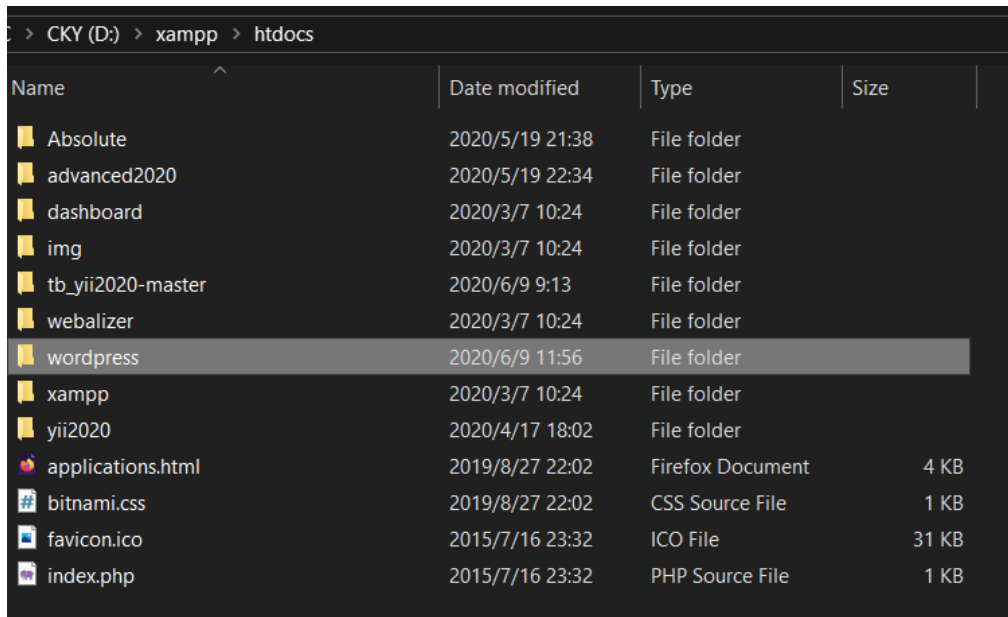 > CKY (D:) > xampp > htdocs
Name Date modified Type Size
Absolute 2020/5/19 21:38 File folder
advanced2020 2020/5/19 22:34 File folder
dashboard 2020/3/7 10:24 File folder
img 2020/3/7 10:24 File folder
tb_yii2020-master 2020/6/9 9:13 File folder
webalizer 2020/3/7 10:24 File folder
wordpress 2020/6/9 11:56 File folder
xampp 2020/3/7 10:24 File folder
yii2020 2020/4/17 18:02 File folder
applications.html 2019/8/27 22:02 Firefox Document 4 KB
bitnami.css 2019/8/27 22:02 CSS Source File 1 KB
favicon.ico 2015/7/16 23:32 ICO File 31 KB
index.php 2015/7/16 23:32 PHP Source File 1 KB